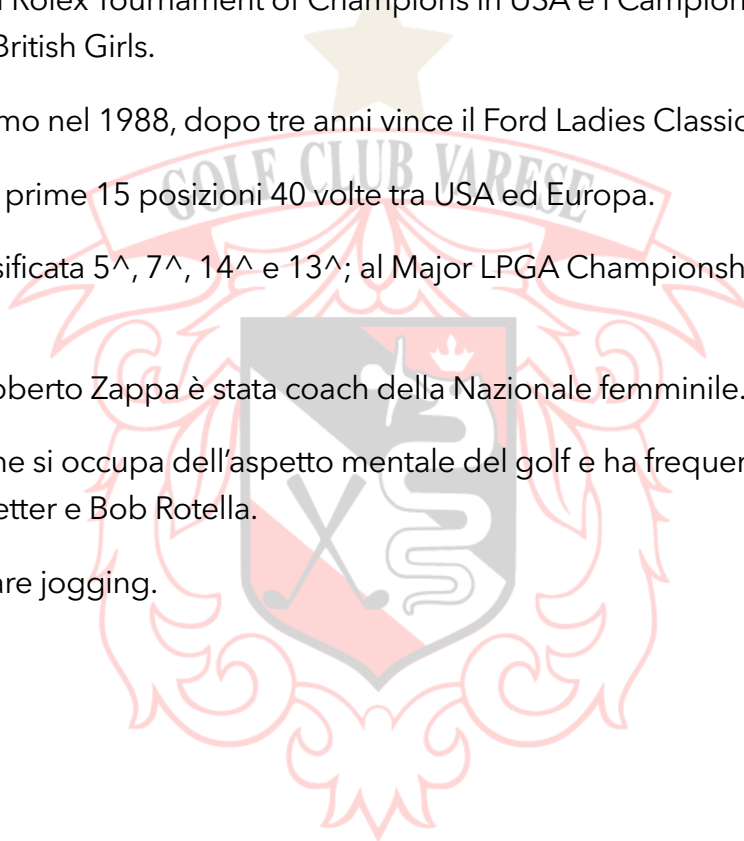 Rolex Tournament of Champions in USA e i Campion
British Girls.
mo nel 1988, dopo tre anni vince il Ford Ladies Classic
GOLF CLUB VARESE
prime 15 posizioni 40 volte tra USA ed Europa.
sificata 5^, 7^, 14^ e 13^; al Major LPGA Championsh
oberto Zappa è stata coach della Nazionale femminile.
ne si occupa dell’aspetto mentale del golf e ha frequen
etter e Bob Rotella.
are jogging.